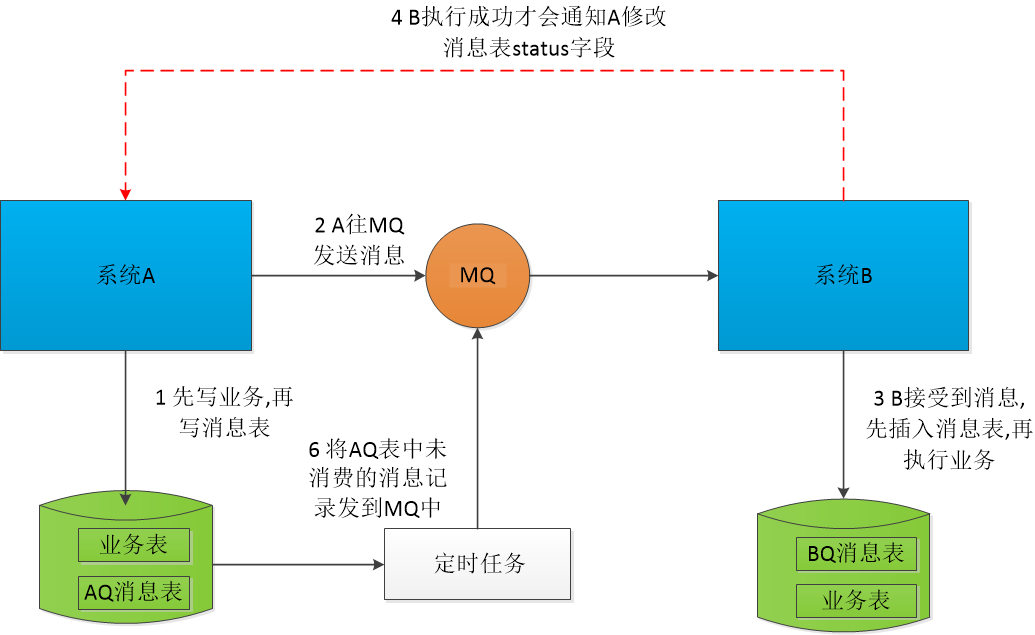 4 B执行成功才会通知A修改
消息表status字段
系统A
2 A往MQ
发送消息
MQ
系统B
1 先写业务,再
写消息表
3 B接受到消息,
先插入消息表,再
执行业务
6 将AQ表中未
消费的消息记
录发到MQ中
业务表
AQ消息表
定时任务
BQ消息表
业务表